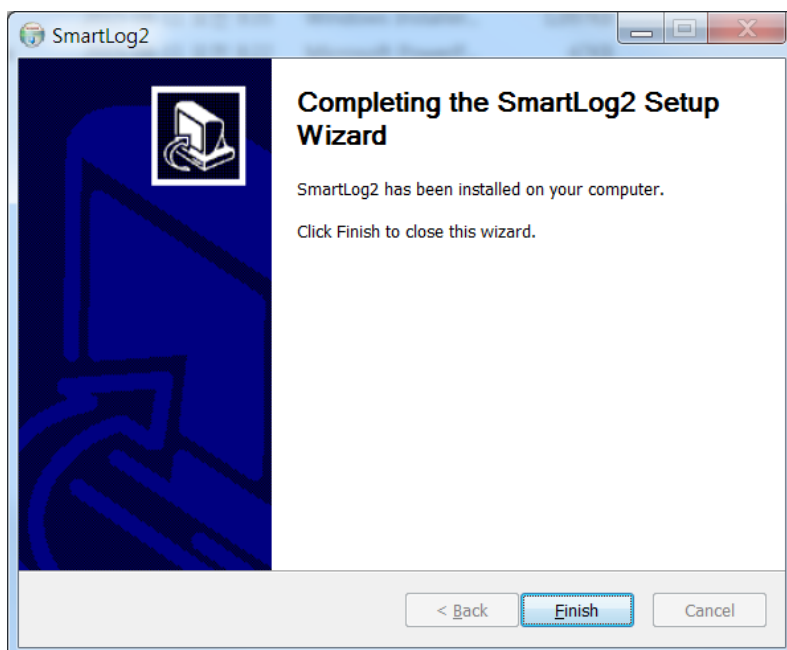 SmartLog2
Completing the SmartLog2 Setup
Wizard
SmartLog2 has been installed on your computer.
Click Finish to close this wizard.
< Back
Finish
Cancel